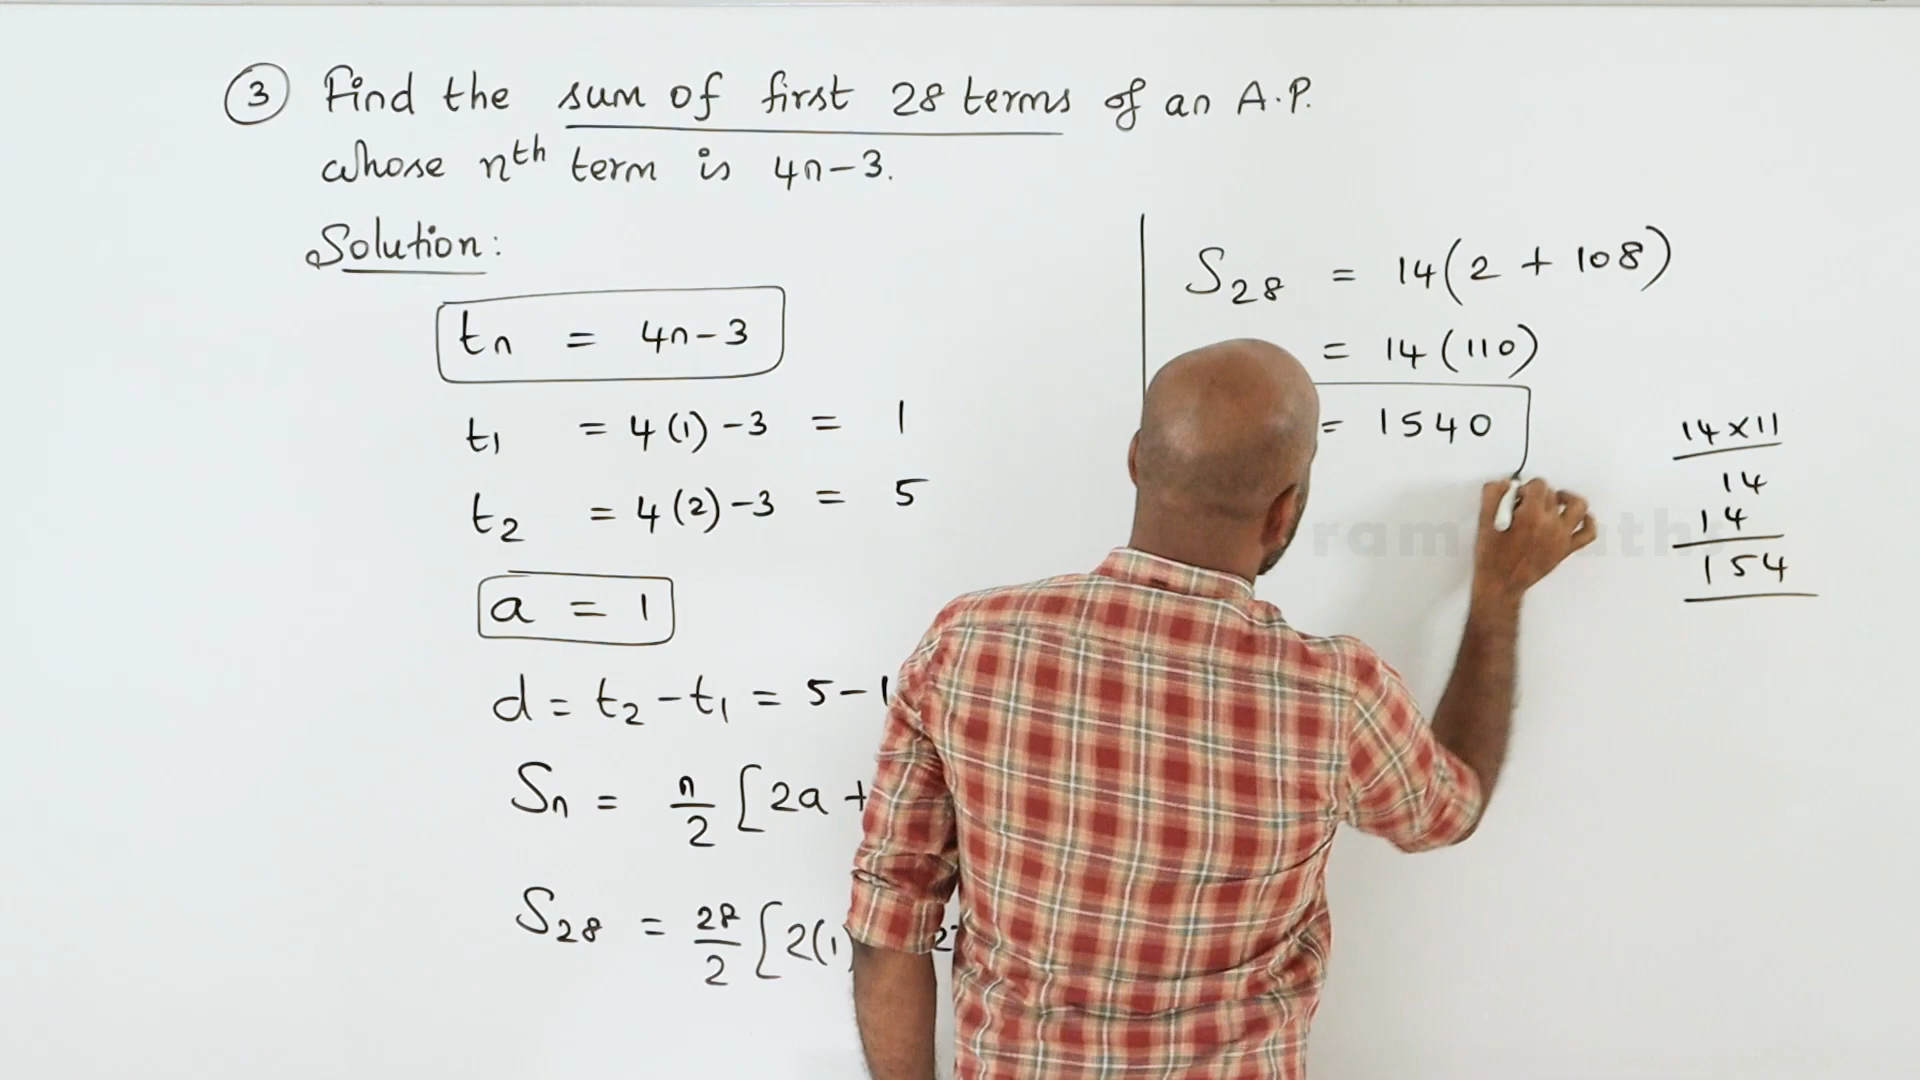 3 Find the sum of first 28 terms of an A.P.
whose nth term is 4n-3.
Solution:
tn = 4n-3
t1 = 4(1)-3 = 1
t2 = 4(2)-3 = 5
a = 1
d = t2 - t1 = 5-1
Sn = n/2 [2a +
S28 = 28/2 [2(1)
S28 = 14(2 + 108)
= 14(110)
= 1540
14×11
14
14
154